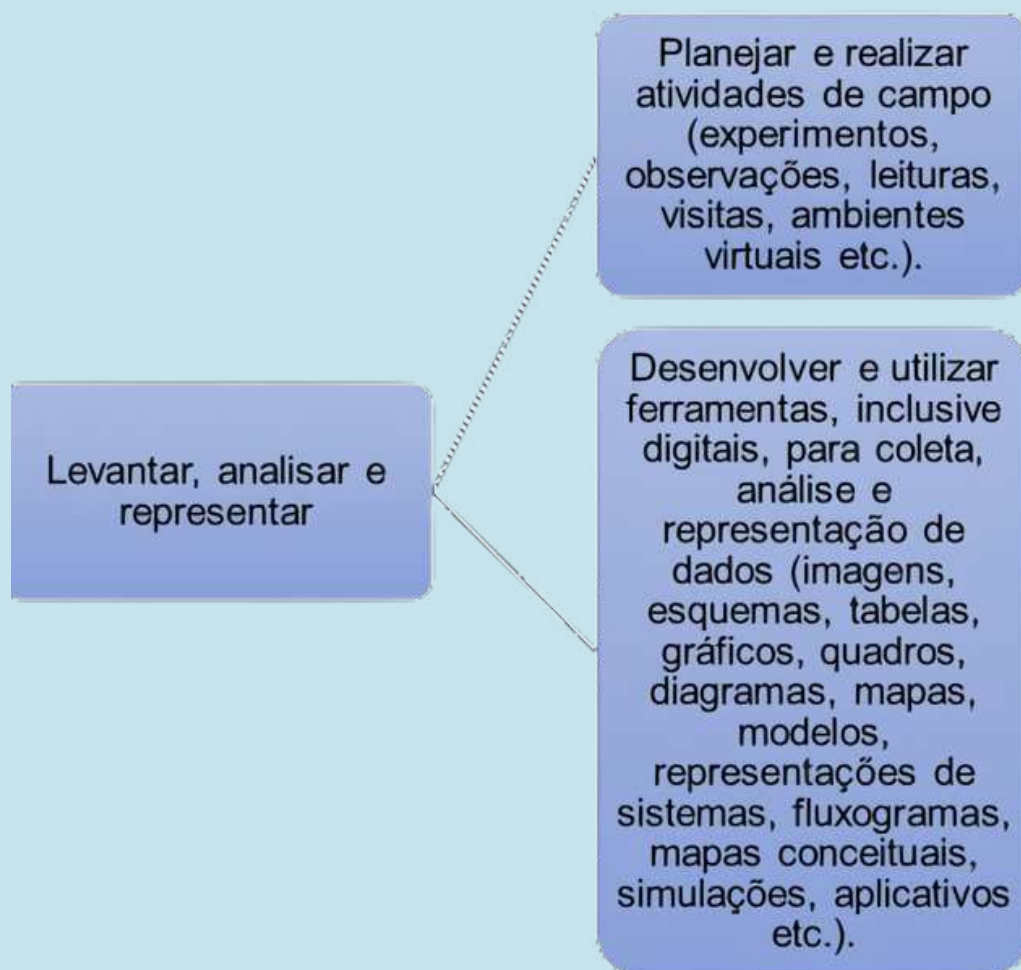 Planejar e realizar
atividades de campo
(experimentos,
observações, leituras,
visitas, ambientes
virtuais etc.).
Levantar, analisar e
representar
Desenvolver e utilizar
ferramentas, inclusive
digitais, para coleta,
análise e
representação de
dados (imagens,
esquemas, tabelas,
gráficos, quadros,
diagramas, mapas,
modelos,
representações de
sistemas, fluxogramas,
mapas conceituais,
simulações, aplicativos
etc.).